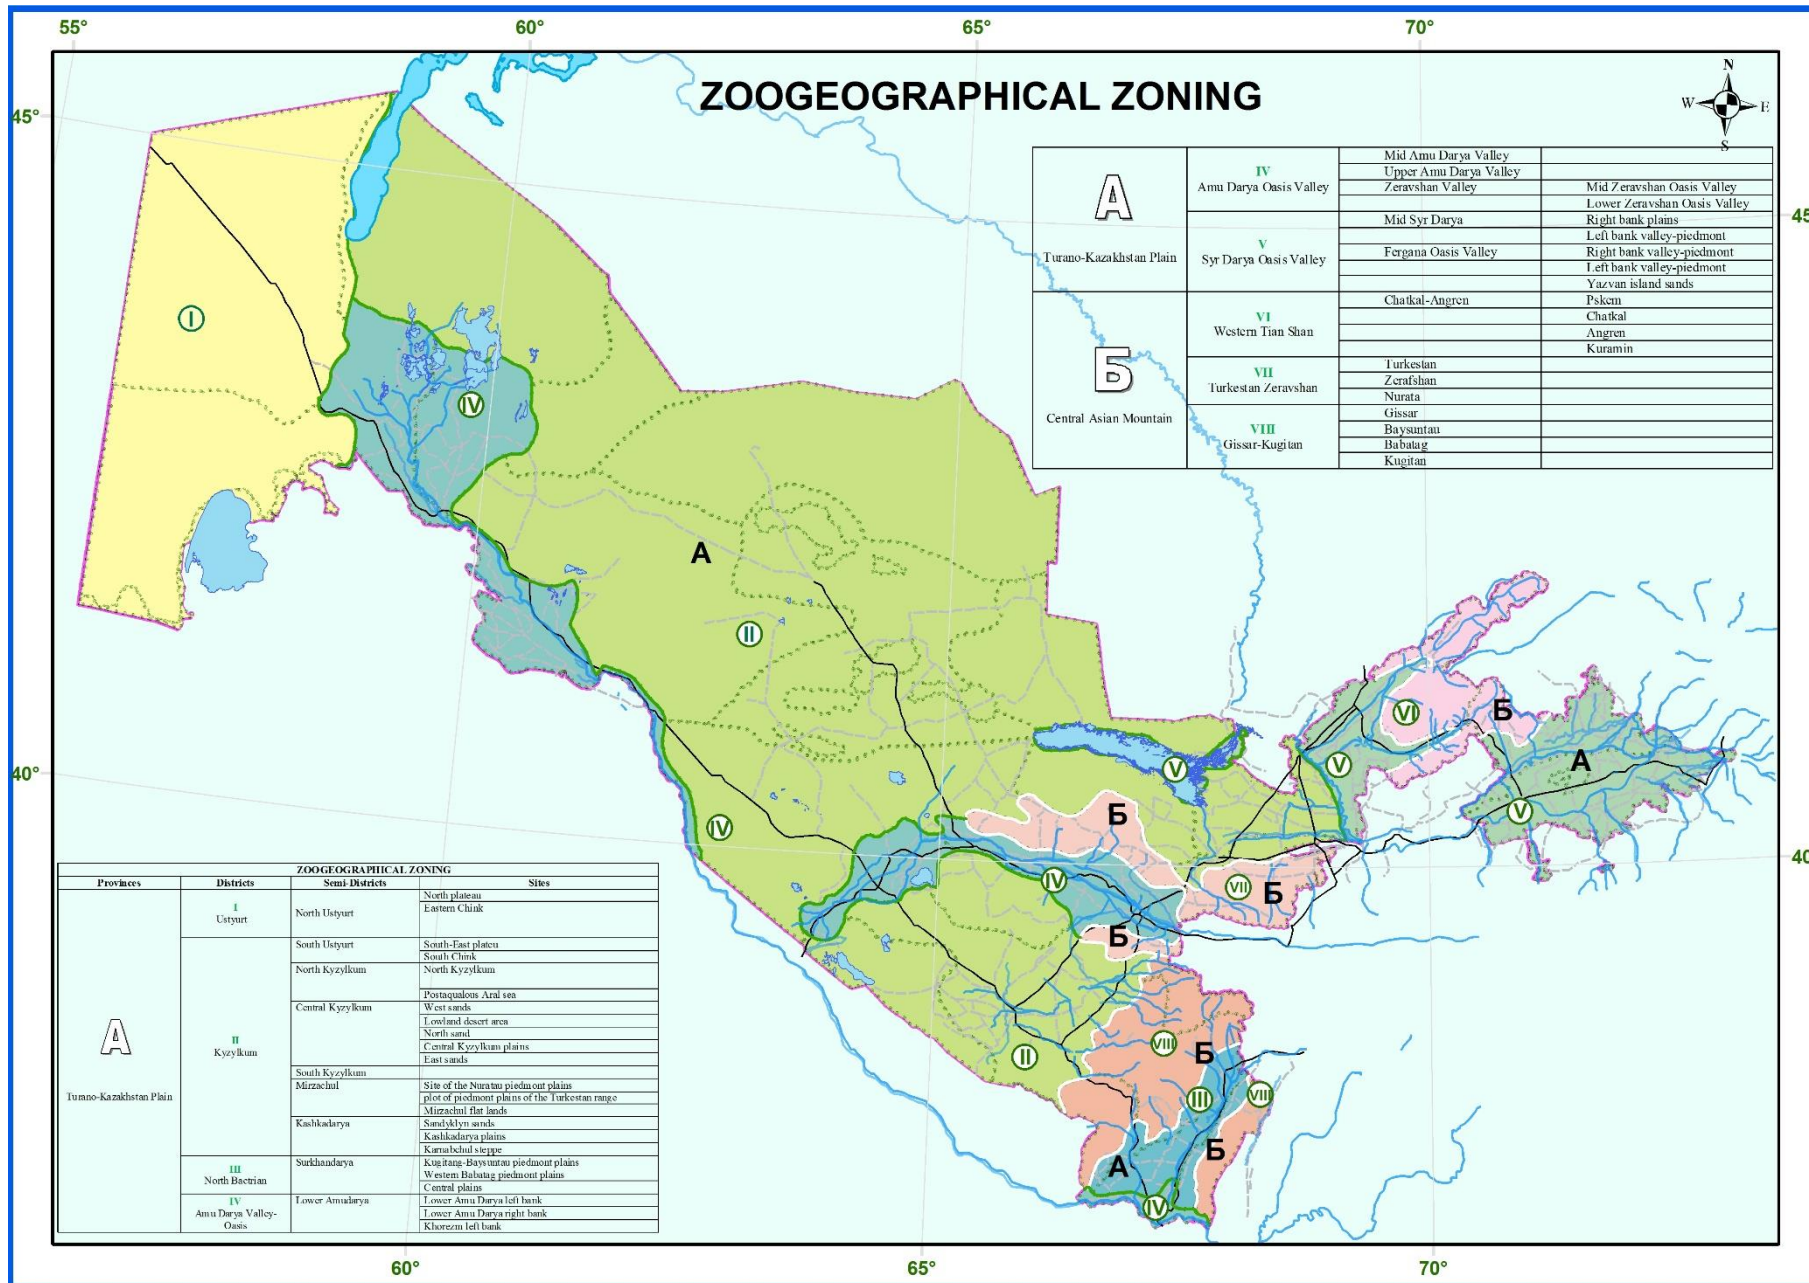 55° 60° 65° 70°
45°
ZOOGEOGRAPHICAL ZONING
N
W E
S
А
Turano-Kazakhstan Plain
IV
Amu Darya Oasis Valley
Mid Amu Darya Valley
Upper Amu Darya Valley
Zeravshan Valley Mid Zeravshan Oasis Valley
Lower Zeravshan Oasis Valley
V
Syr Darya Oasis Valley
Mid Syr Darya Right bank plains
Left bank valley-piedmont
Fergana Oasis Valley Right bank valley-piedmont
Left bank valley-piedmont
Yazvan island sands
Б
Central Asian Mountain
VI
Western Tian Shan
Chatkal-Angren Pskem
Chatkal
Angren
Kuramin
VII
Turkestan Zeravshan
Turkestan
Zerafshan
Nurata
VIII
Gissar-Kugitan
Gissar
Baysuntau
Babatag
Kugitan
45
I
IV
А
II
VI
Б
А
V
V
V
40°
IV
Б
IV
VII
Б
Б
40
II
VIII
Б
III
VIII
Б
А
IV
ZOOGEOGRAPHICAL ZONING
Provinces Districts Semi-Districts Sites
А
Turano-Kazakhstan Plain
I
Ustyurt
North Ustyurt
North plateau
Eastern Chink
II
Kyzylkum
South Ustyurt South-East plateu
South Chink
North Kyzylkum North Kyzylkum
Postaqualous Aral sea
Central Kyzylkum West sands
Lowland desert area
North sand
Central Kyzylkum plains
East sands
South Kyzylkum
Mirzachul Site of the Nuratau piedmont plains
plot of piedmont plains of the Turkestan range
Mirzachul flat lands
Kashkadarya Sandyklyn sands
Kashkadarya plains
Karnabchul steppe
III
North Bactrian
Surkhandarya Kugitang-Baysuntau piedmont plains
Western Babatag piedmont plains
Central plains
IV
Amu Darya Valley-
Oasis
Lower Amudarya Lower Amu Darya left bank
Lower Amu Darya right bank
Khorezm left bank
60° 65° 70°